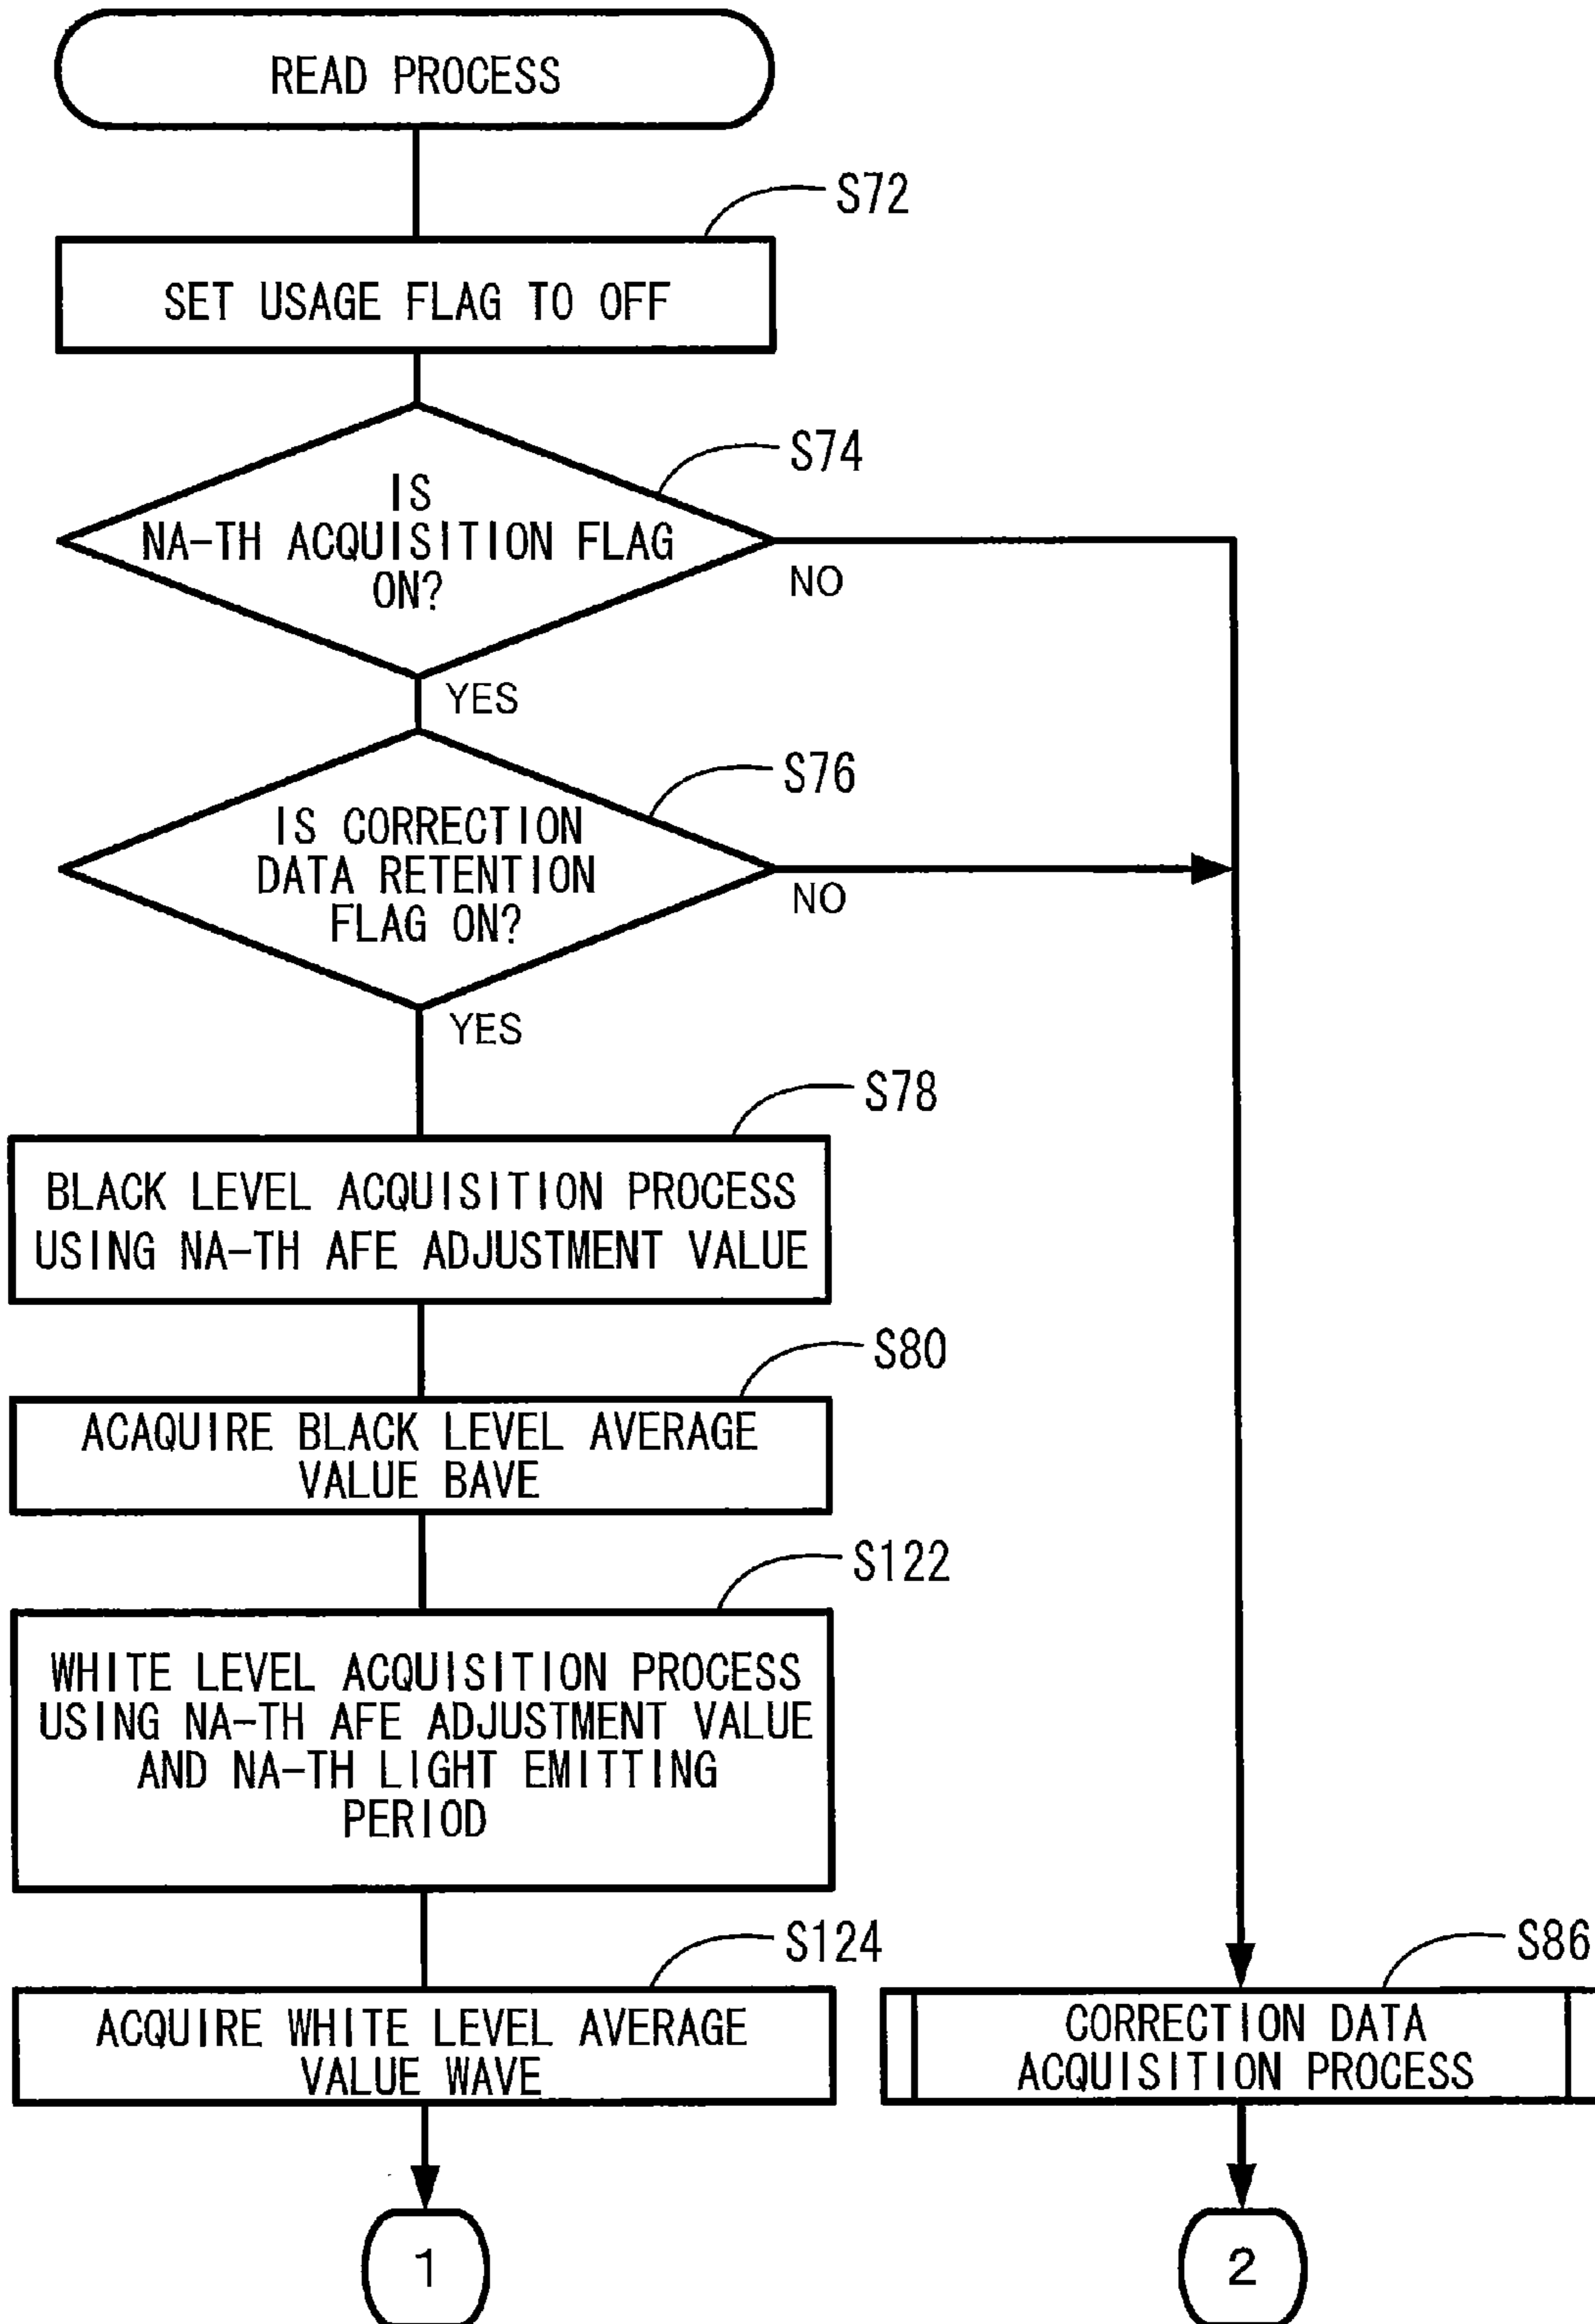 READ PROCESS
S72
SET USAGE FLAG TO OFF
S74
IS
NA-TH ACQUISITION FLAG
ON?
NO
YES
S76
IS CORRECTION
DATA RETENTION
FLAG ON?
NO
YES
S78
BLACK LEVEL ACQUISITION PROCESS
USING NA-TH AFE ADJUSTMENT VALUE
S80
ACAQUIRE BLACK LEVEL AVERAGE
VALUE BAVE
S122
WHITE LEVEL ACQUISITION PROCESS
USING NA-TH AFE ADJUSTMENT VALUE
AND NA-TH LIGHT EMITTING
PERIOD
S124
ACQUIRE WHITE LEVEL AVERAGE
VALUE WAVE
S86
CORRECTION DATA
ACQUISITION PROCESS
1
2